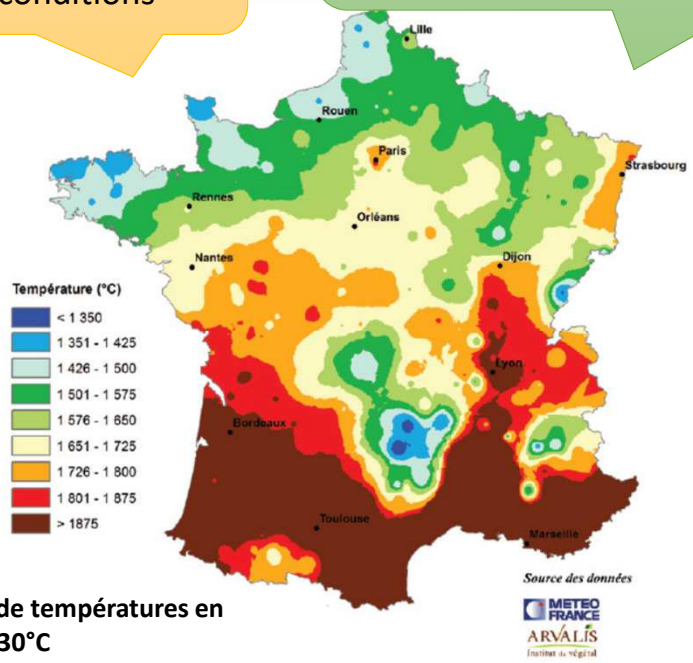 conditions
Lille
Rouen
Paris
Strasbourg
Rennes
Orléans
Nantes
Dijon
Température (°C)
< 1 350
1 351 - 1 425
1 426 - 1 500
1 501 - 1 575
1 576 - 1 650
1 651 - 1 725
1 726 - 1 800
1 801 - 1 875
> 1875
Lyon
Bordeaux
Toulouse
Marseille
Source des données
METEO
FRANCE
ARVALIS
Institut du végétal
de températures en
30°C